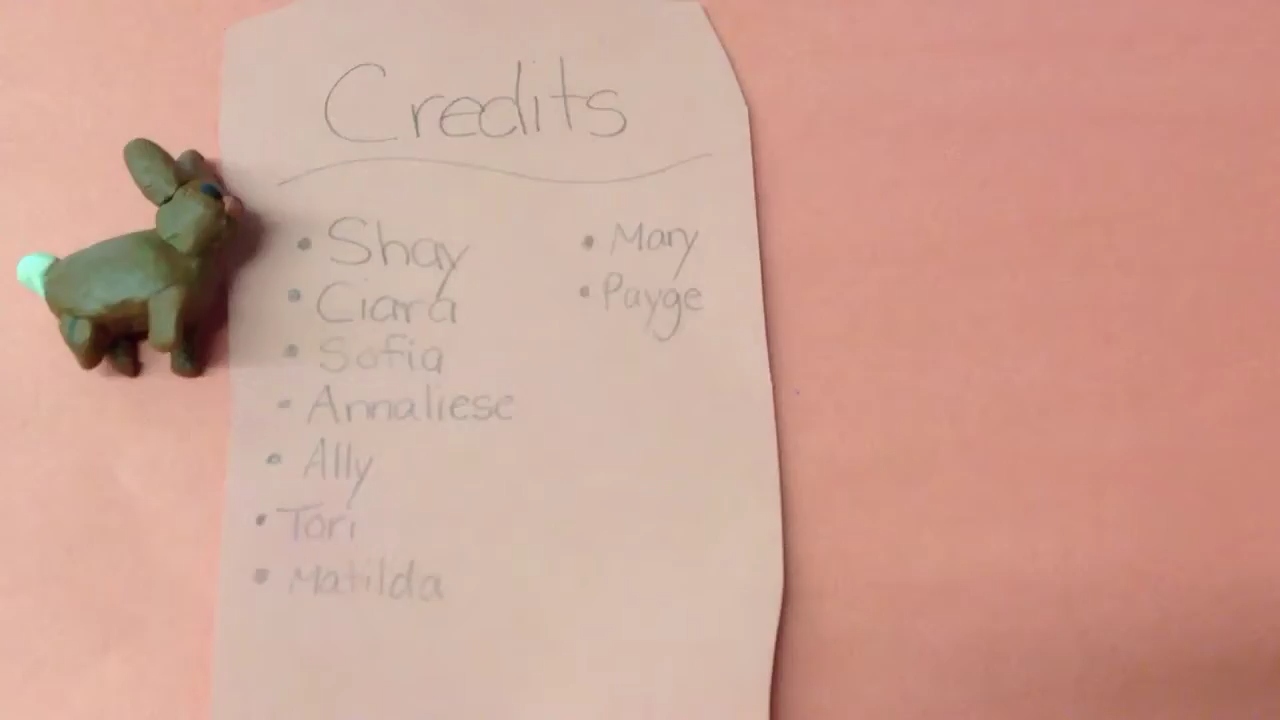 Credits
• Shay
• Ciara
• Sofia
• Annaliese
• Ally
• Tori
• Matilda
• Mary
• Payge